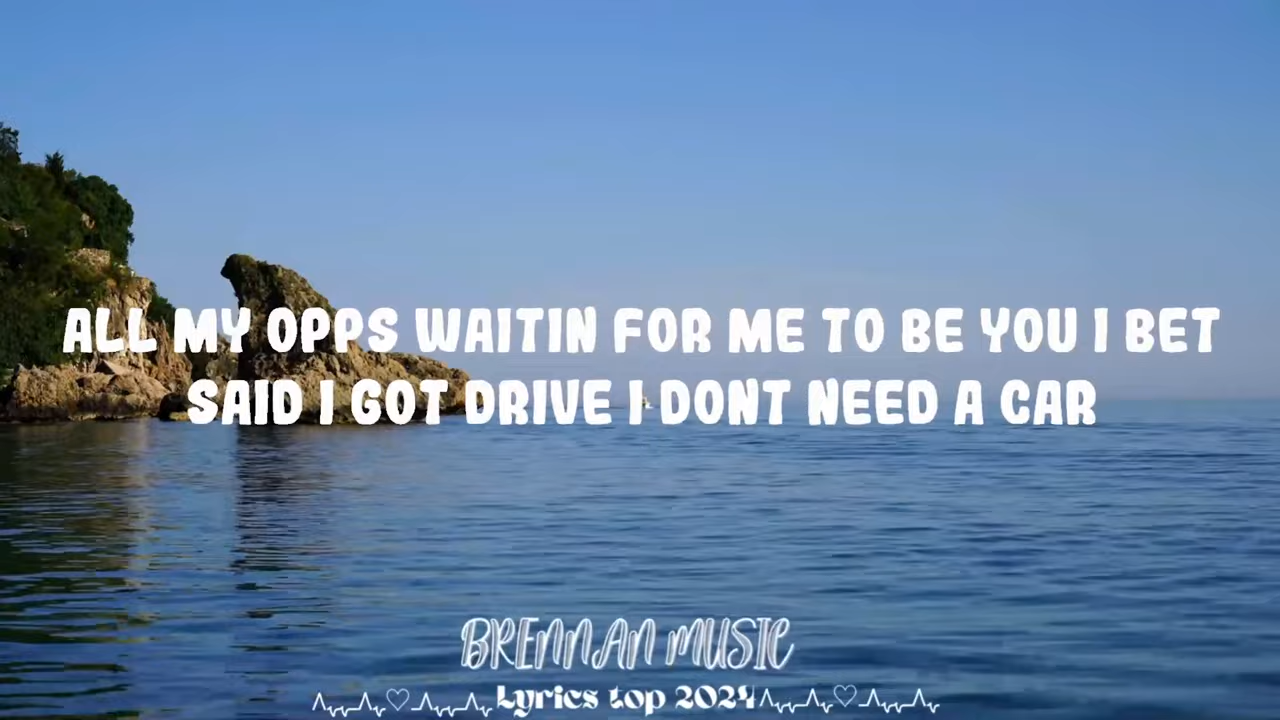 ALL MY OPPS WAITIN FOR ME TO BE YOU I BET
SAID I GOT DRIVE I DONT NEED A CAR
BRENNAN MUSIC
Lyrics top 2024